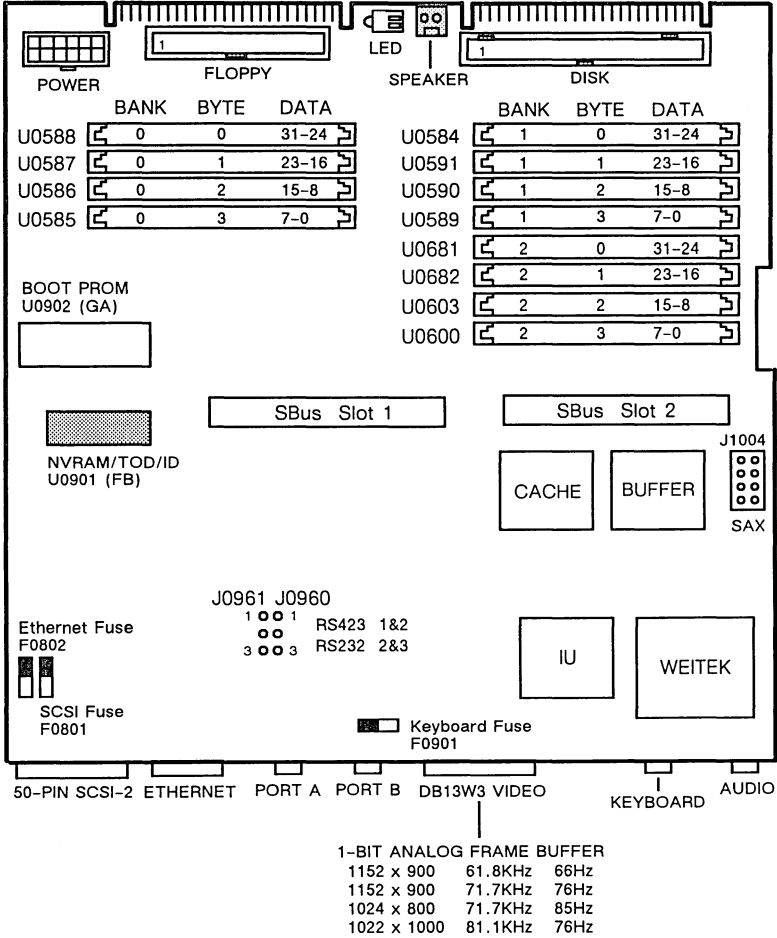 LED
SPEAKER
1
POWER
FLOPPY
1
DISK
BANK BYTE DATA
U0588 0 0 31-24
U0587 0 1 23-16
U0586 0 2 15-8
U0585 0 3 7-0
BANK BYTE DATA
U0584 1 0 31-24
U0591 1 1 23-16
U0590 1 2 15-8
U0589 1 3 7-0
U0681 2 0 31-24
U0682 2 1 23-16
U0603 2 2 15-8
U0600 2 3 7-0
BOOT PROM
U0902 (GA)
SBus Slot 1
SBus Slot 2
NVRAM/TOD/ID
U0901 (FB)
CACHE
BUFFER
J1004
SAX
J0961 J0960
1 1 RS423 1&2
3 3 RS232 2&3
Ethernet Fuse
F0802
SCSI Fuse
F0801
IU
WEITEK
Keyboard Fuse
F0901
50-PIN SCSI-2 ETHERNET PORT A PORT B DB13W3 VIDEO KEYBOARD AUDIO
1-BIT ANALOG FRAME BUFFER
1152 x 900 61.8KHz 66Hz
1152 x 900 71.7KHz 76Hz
1024 x 800 71.7KHz 85Hz
1022 x 1000 81.1KHz 76Hz